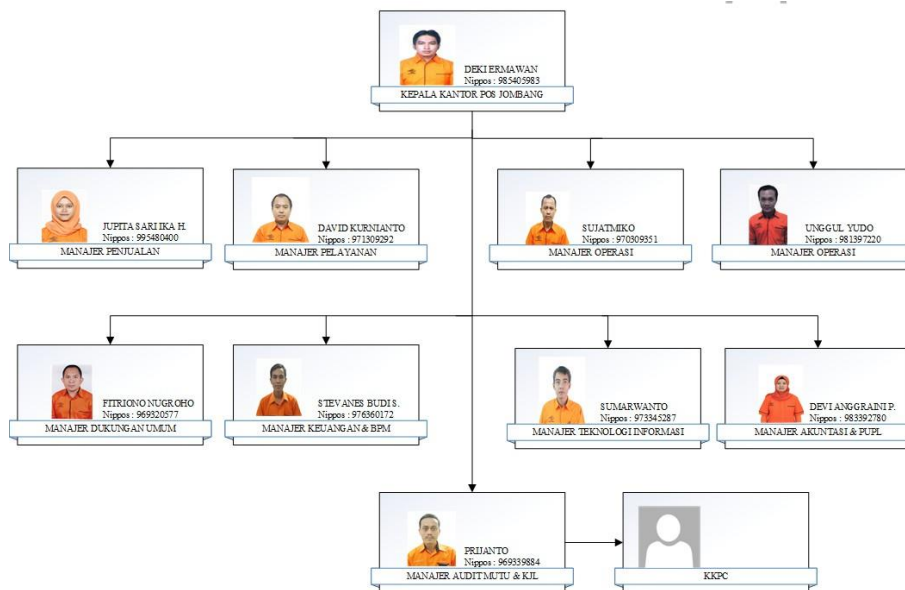 DEKI ERMAWAN
Nippos : 985405983
KEPALA KANTOR POS JOMBANG
JUPITA SARI IKA H.
Nippos : 995480400
MANAJER PENJUALAN
DAVID KURNIANTO
Nippos : 971309292
MANAJER PELAYANAN
SUJATMIKO
Nippos : 970309351
MANAJER OPERASI
UNGGUL YUDO
Nippos : 981397220
MANAJER OPERASI
FITRIONO NUGROHO
Nippos : 969320577
MANAJER DUKUNGAN UMUM
STEVANES BUDI S.
Nippos : 976360172
MANAJER KEUANGAN & BPM
SUMARWANTO
Nippos : 973345287
MANAJER TEKNOLOGI INFORMASI
DEVI ANGGRAINI P.
Nippos : 983392780
MANAJER AKUNTASI & PUPL
PRIJANTO
Nippos : 969339884
MANAJER AUDIT MUTU & KJL
KKPC